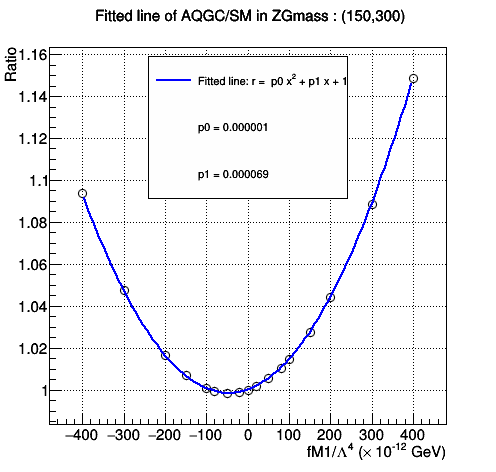 Fitted line of AQGC/SM in ZGmass : (150,300)
Ratio
1.16
1.14
1.12
1.1
1.08
1.06
1.04
1.02
1
Fitted line: r = p0 x² + p1 x + 1
p0 = 0.000001
p1 = 0.000069
−400 −300 −200 −100 0 100 200 300 400
fM1/Λ⁴ (× 10⁻¹² GeV)